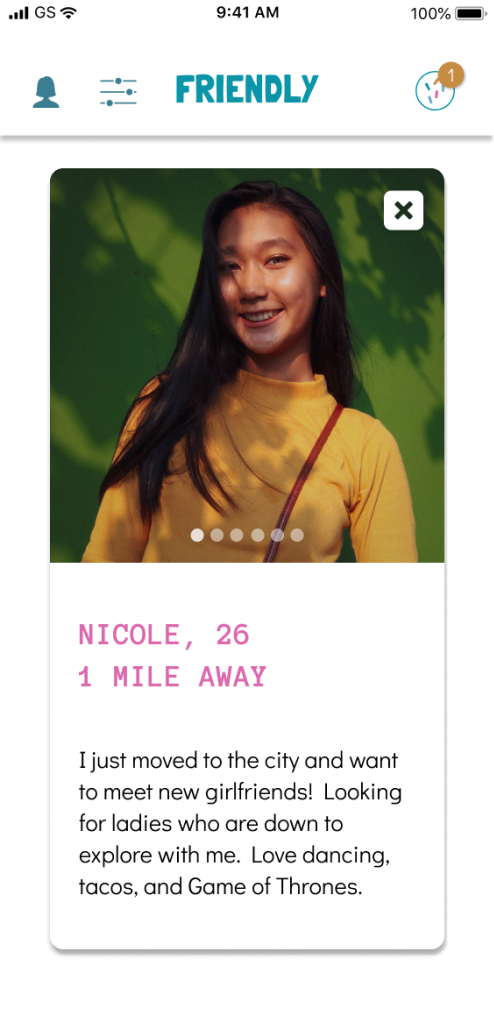 GS 9:41 AM 100%
FRIENDLY 1
NICOLE, 26
1 MILE AWAY
I just moved to the city and want
to meet new girlfriends!  Looking
for ladies who are down to
explore with me.  Love dancing,
tacos, and Game of Thrones.